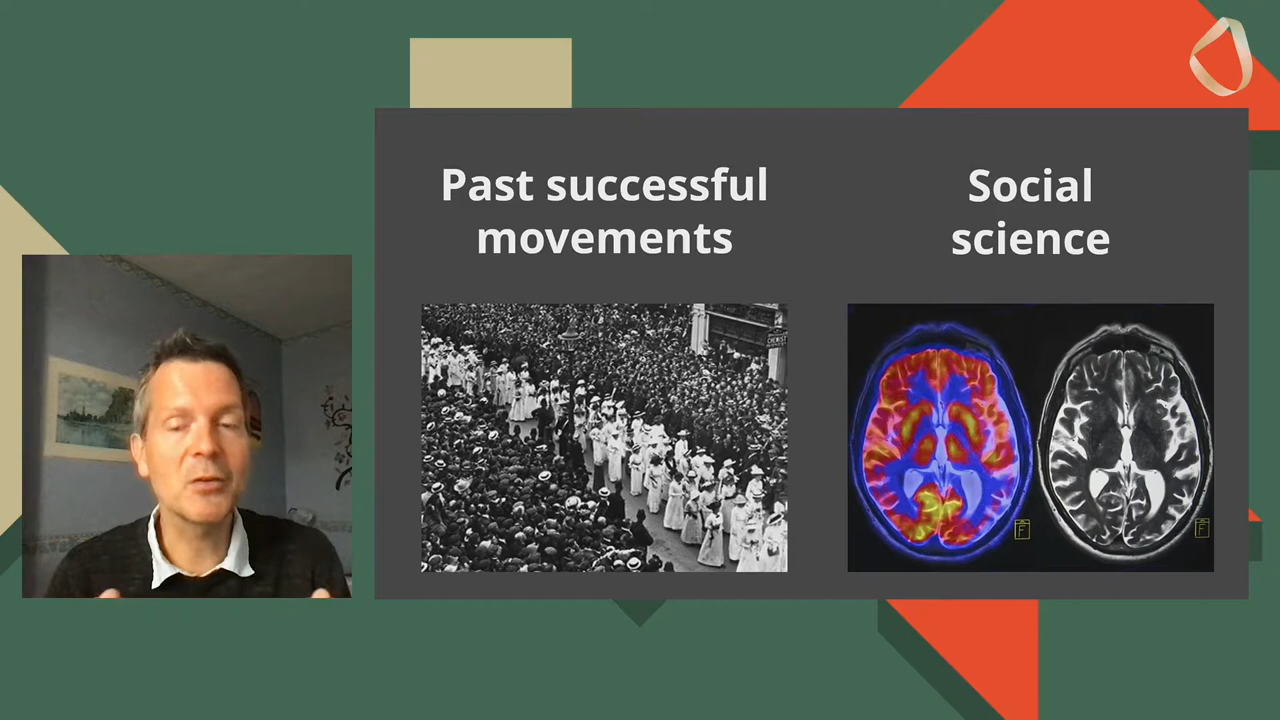 Past successful
movements
Social
science
F
F